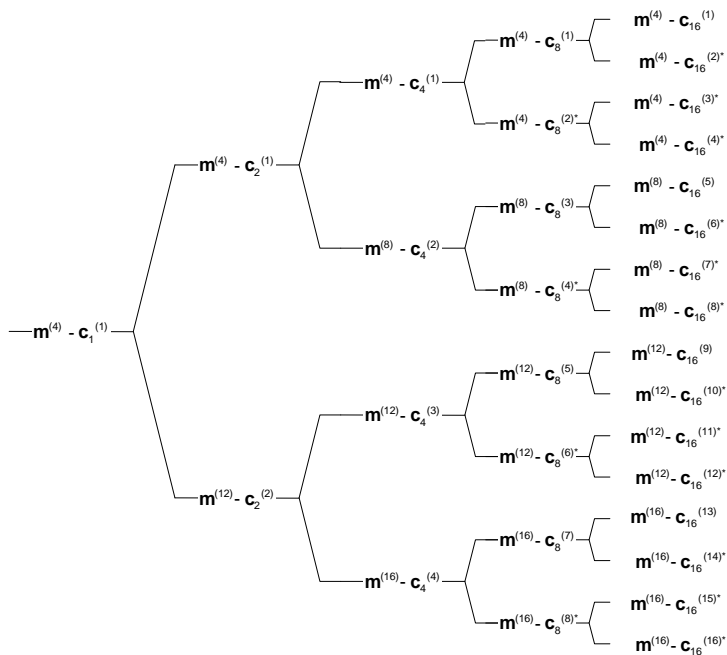 m(4) - c16(1)
m(4) - c8(1)
m(4) - c16(2)*
m(4) - c4(1)
m(4) - c16(3)*
m(4) - c8(2)*
m(4) - c16(4)*
m(4) - c2(1)
m(8) - c16(5)
m(8) - c8(3)
m(8) - c16(6)*
m(8) - c4(2)
m(8) - c16(7)*
m(8) - c8(4)*
m(8) - c16(8)*
m(4) - c1(1)
m(12) - c16(9)
m(12) - c8(5)
m(12) - c16(10)*
m(12) - c4(3)
m(12) - c16(11)*
m(12) - c8(6)*
m(12) - c16(12)*
m(12) - c2(2)
m(16) - c16(13)
m(16) - c8(7)
m(16) - c16(14)*
m(16) - c4(4)
m(16) - c16(15)*
m(16) - c8(8)*
m(16) - c16(16)*